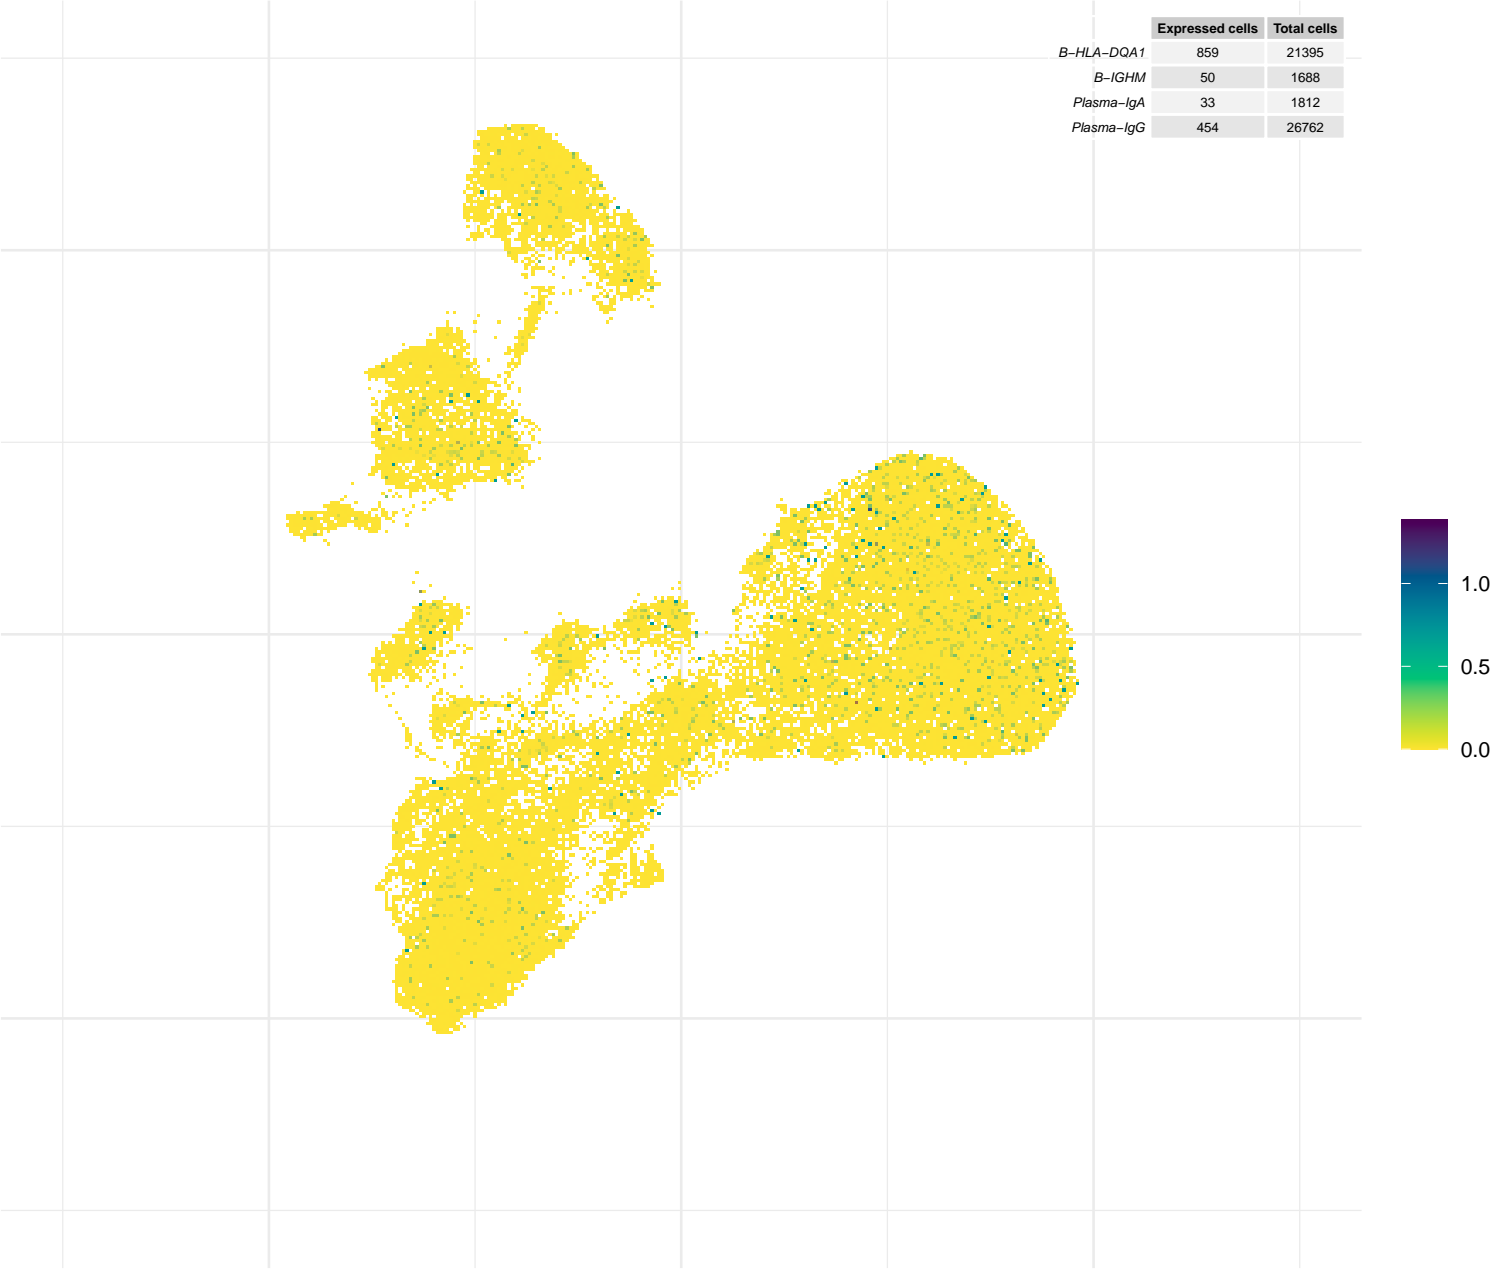 Expressed cells Total cells
B−HLA−DQA1 859 21395
B−IGHM 50 1688
Plasma−IgA 33 1812
Plasma−IgG 454 26762
1.0
0.5
0.0